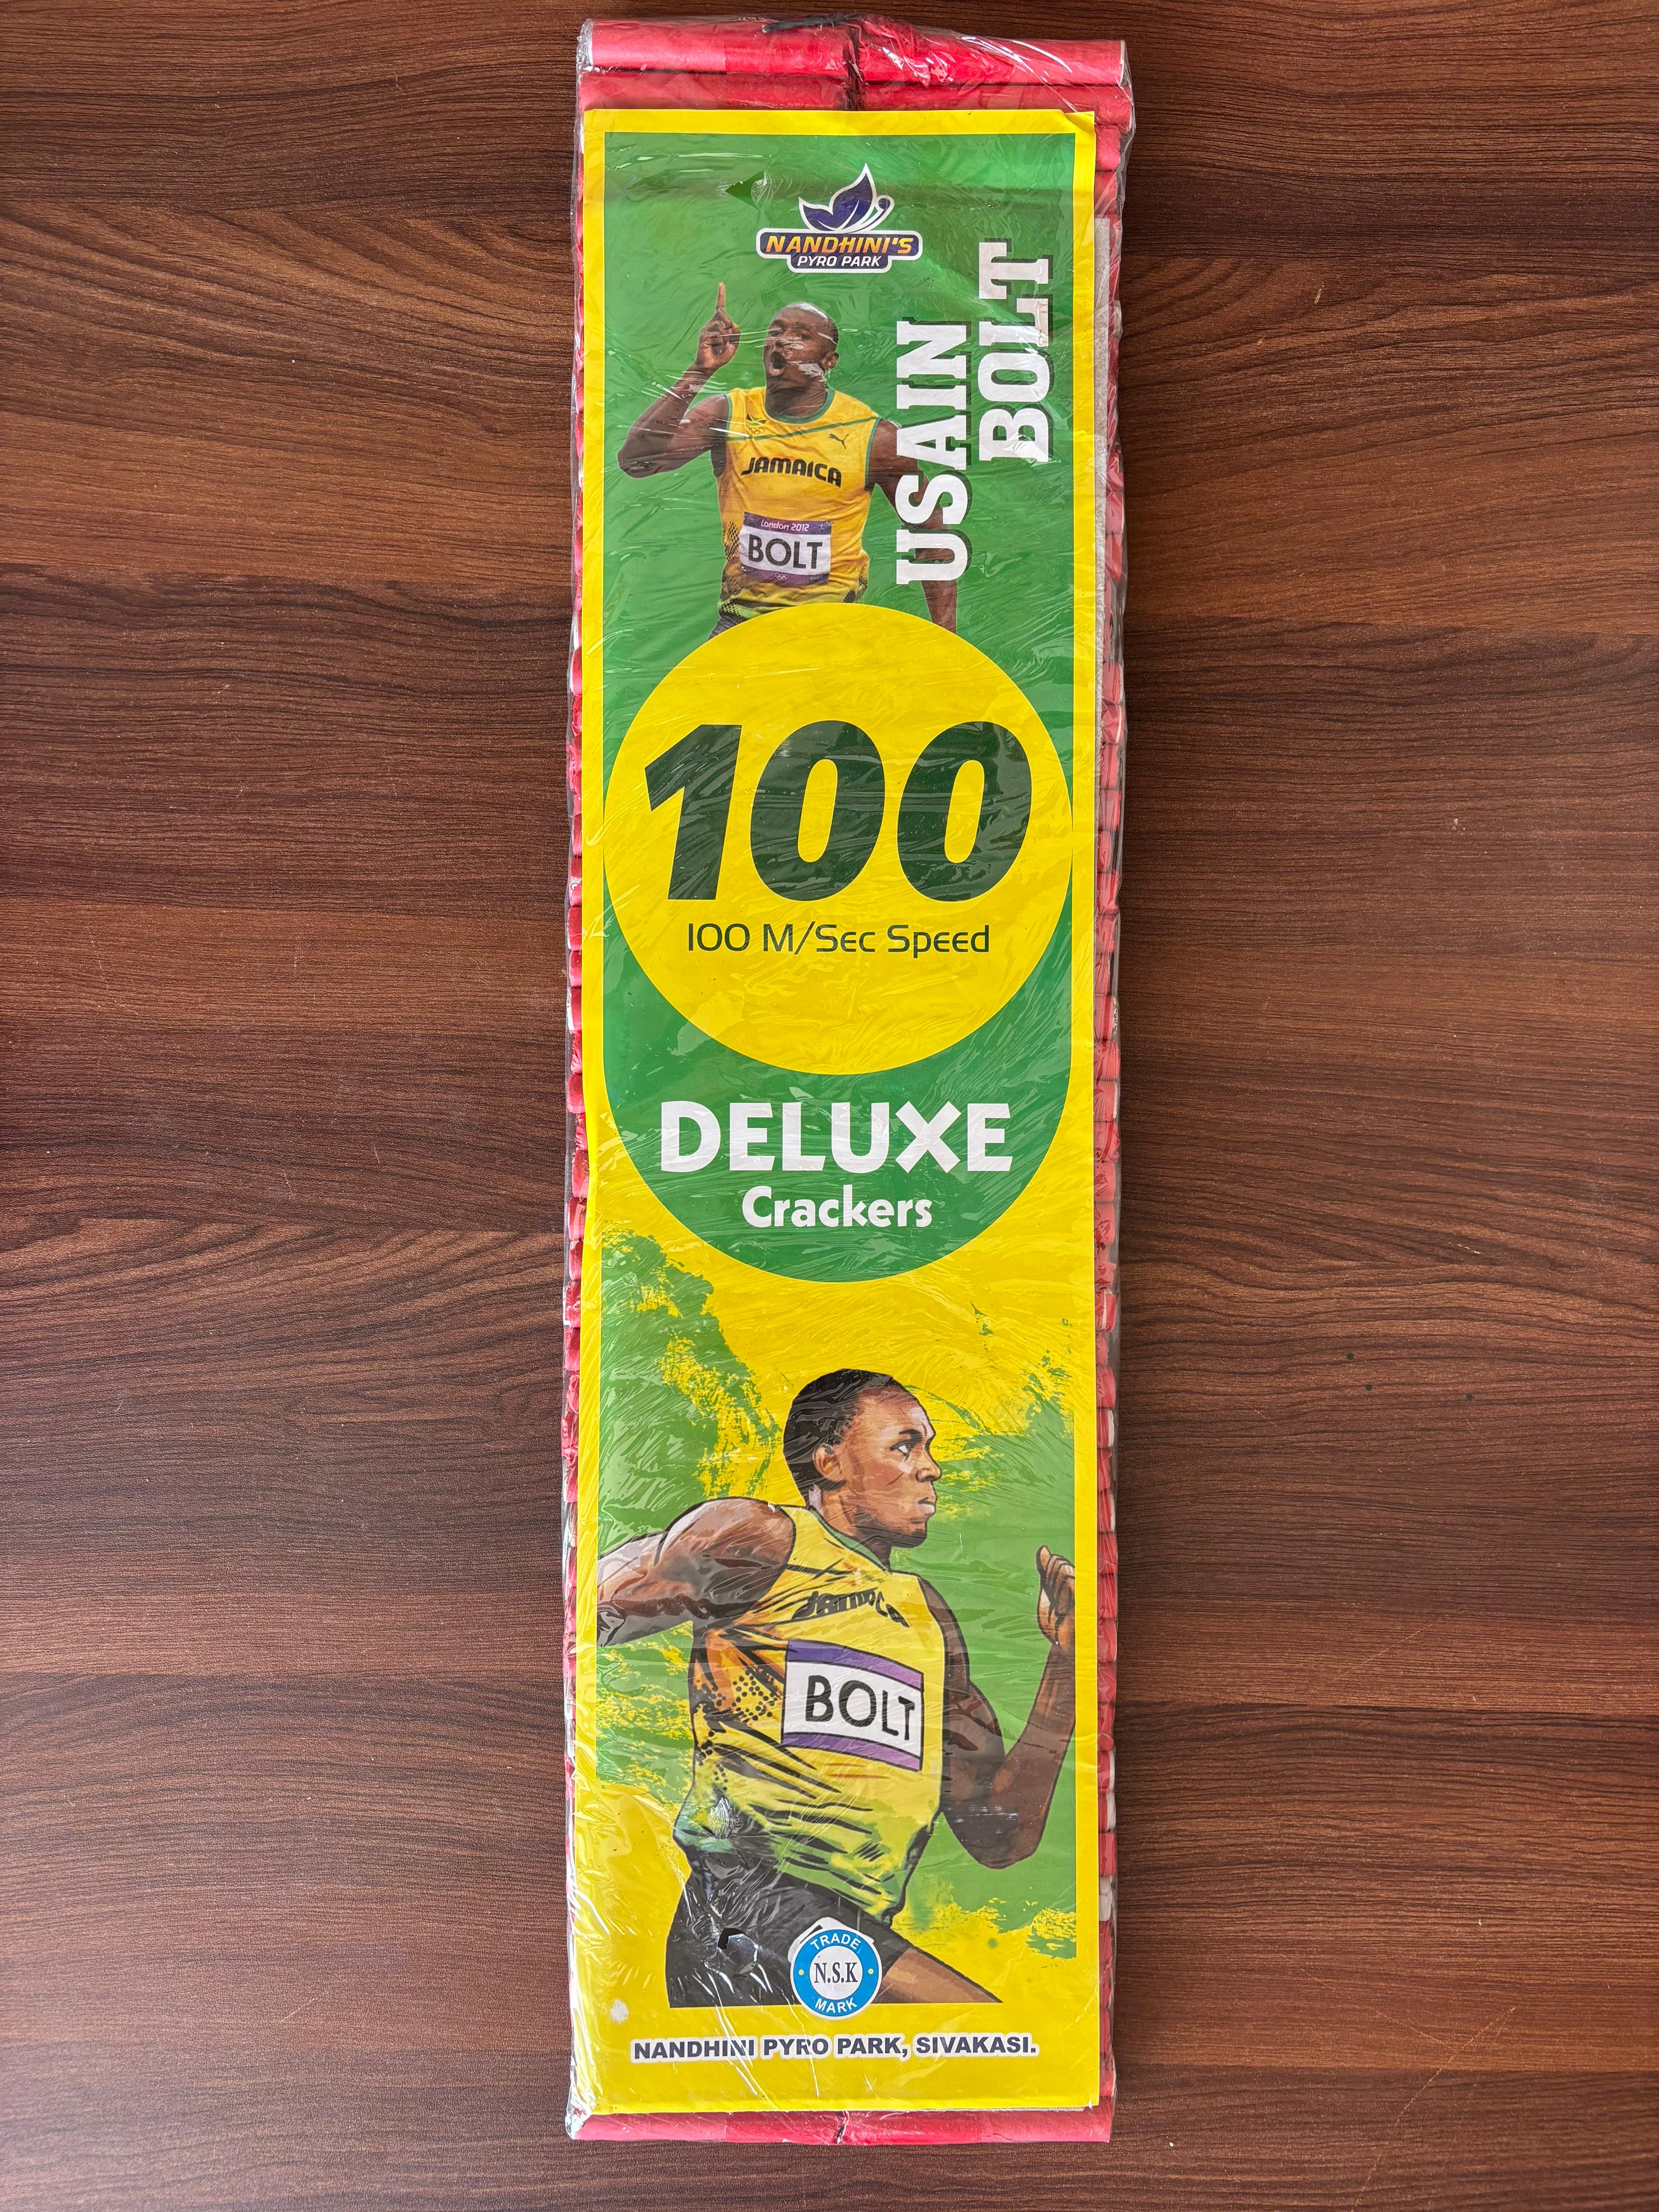 NANDHINI'S
PYRO PARK
USAIN
BOLT
JAMAICA
London 2012
BOLT
100
100 M/Sec Speed
DELUXE
Crackers
JAMAICA
BOLT
TRADE
N.S.K
MARK
NANDHINI PYRO PARK, SIVAKASI.